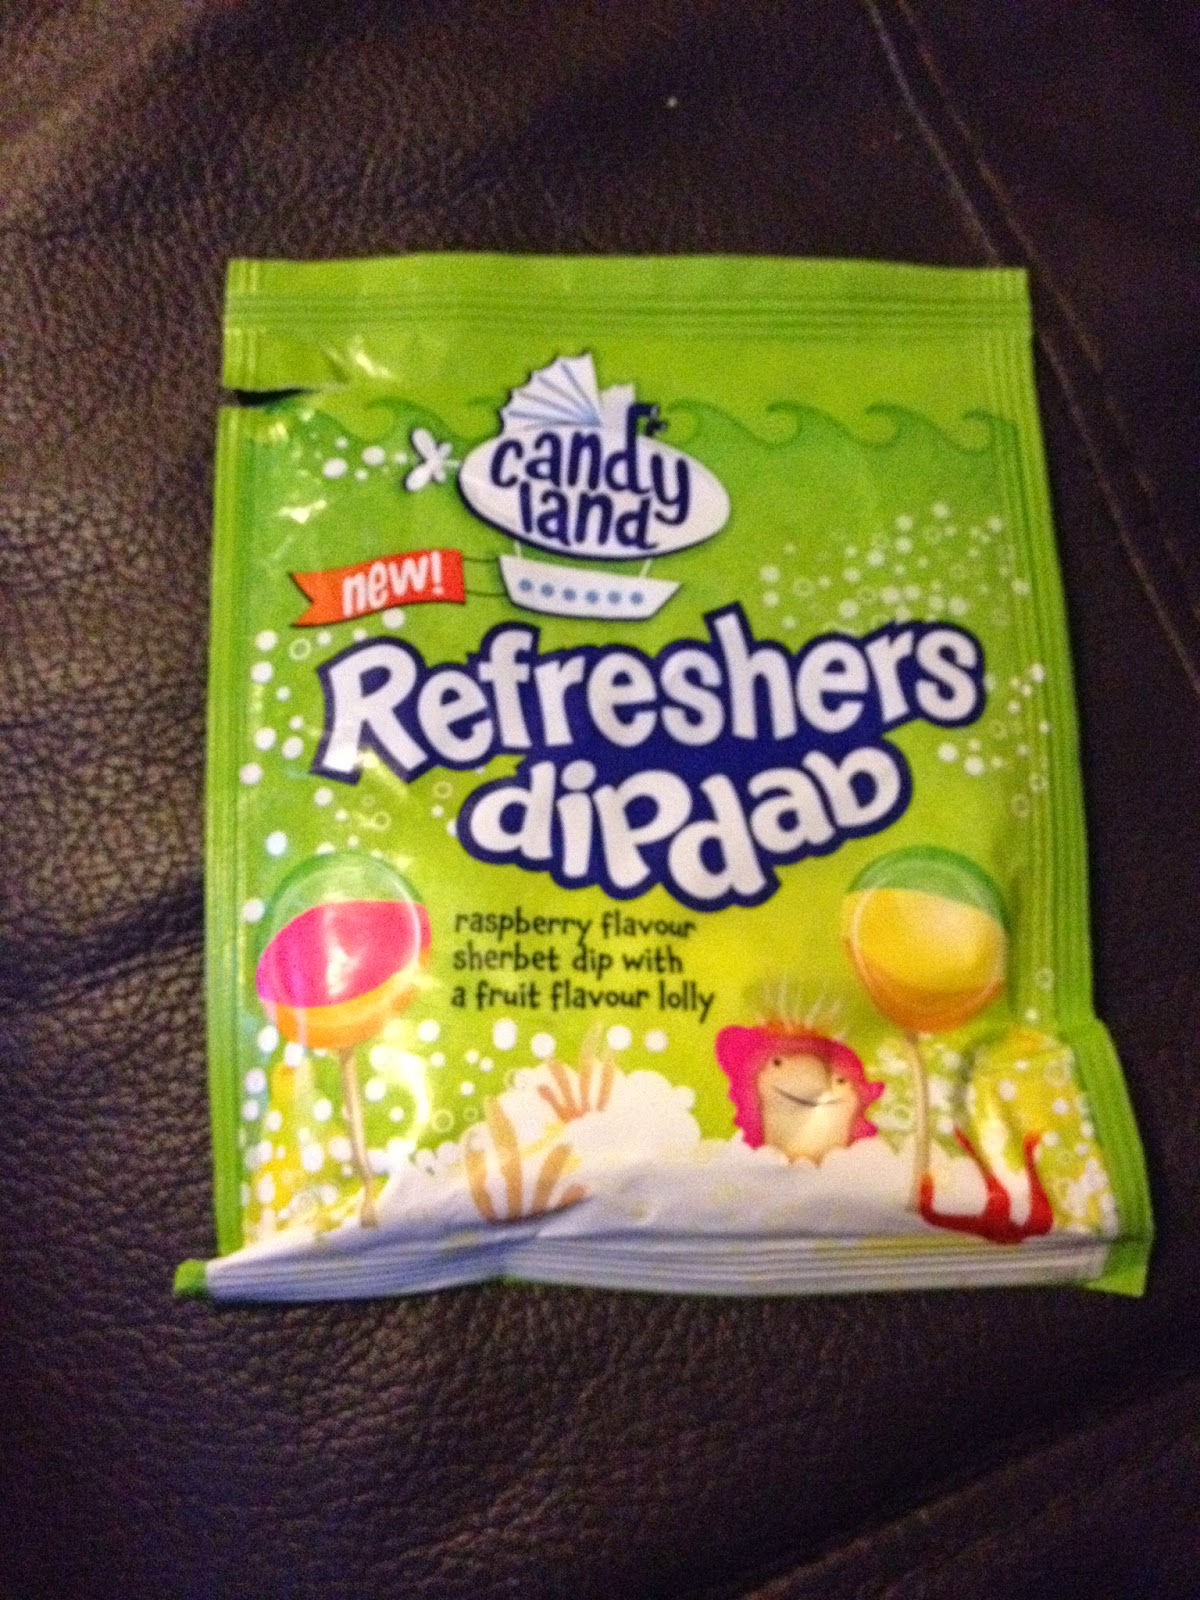 candy
land
new!
Refreshers
dipdab
raspberry flavour
sherbet dip with
a fruit flavour lolly